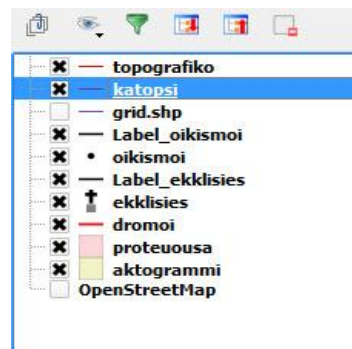 topografiko
katopsi
grid.shp
Label_oikismoi
oikismoi
Label_ekklisies
ekklisies
dromoi
proteuousa
aktogrammi
OpenStreetMap